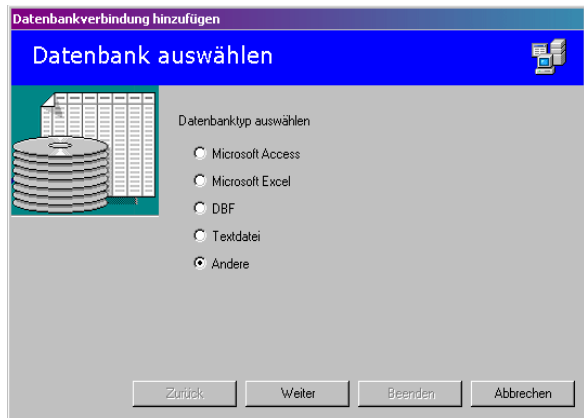 Datenbankverbindung hinzufügen
Datenbank auswählen
Datenbanktyp auswählen
Microsoft Access
Microsoft Excel
DBF
Textdatei
Andere
Zurück Weiter Beenden Abbrechen